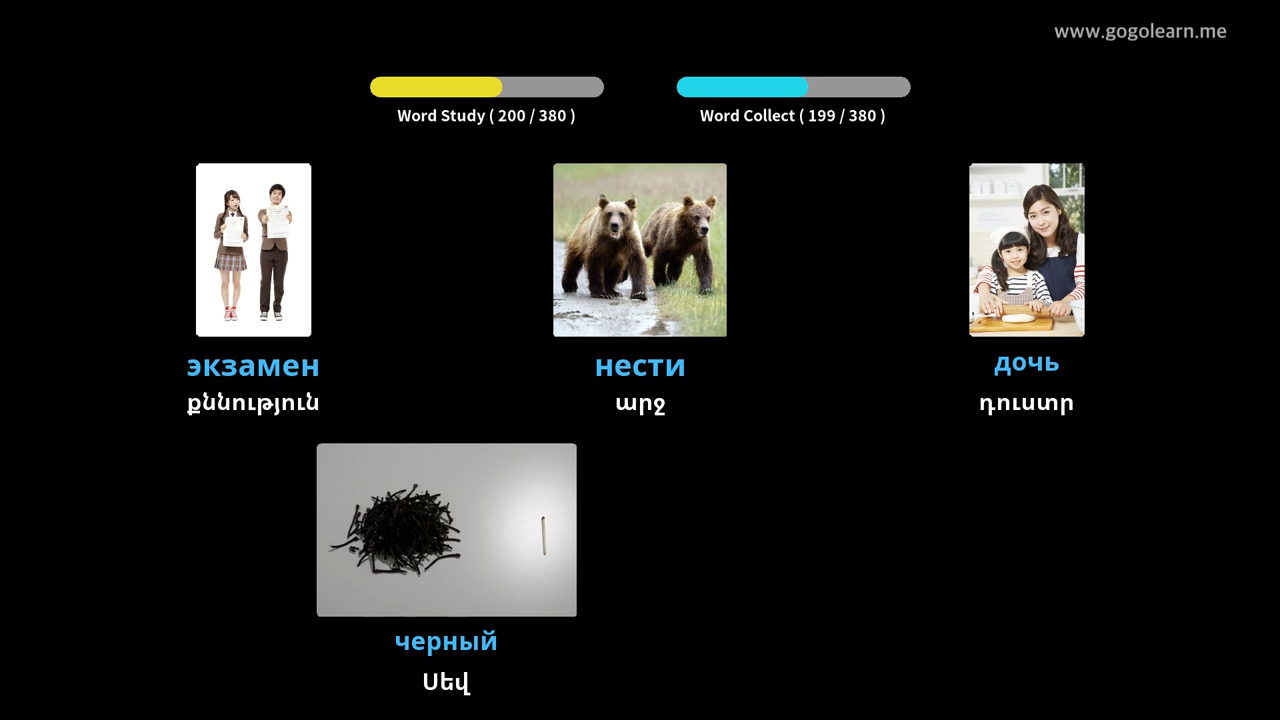 www.gogolearn.me
Word Study ( 200 / 380 )
Word Collect ( 199 / 380 )
экзамен
քննություն
нести
արջ
дочь
դուստր
черный
Սեվ